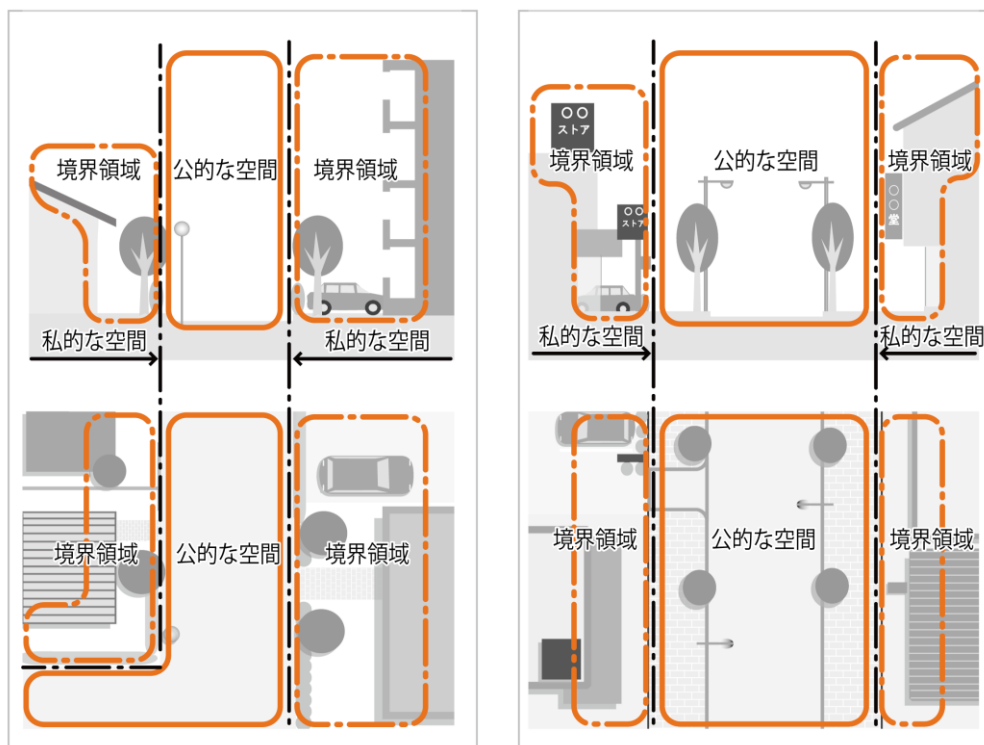 境界領域
公的な空間
境界領域
私的な空間
私的な空間
境界領域
公的な空間
境界領域
○○
ストア
境界領域
公的な空間
境界領域
○○
ストア
○○堂
私的な空間
私的な空間
境界領域
公的な空間
境界領域